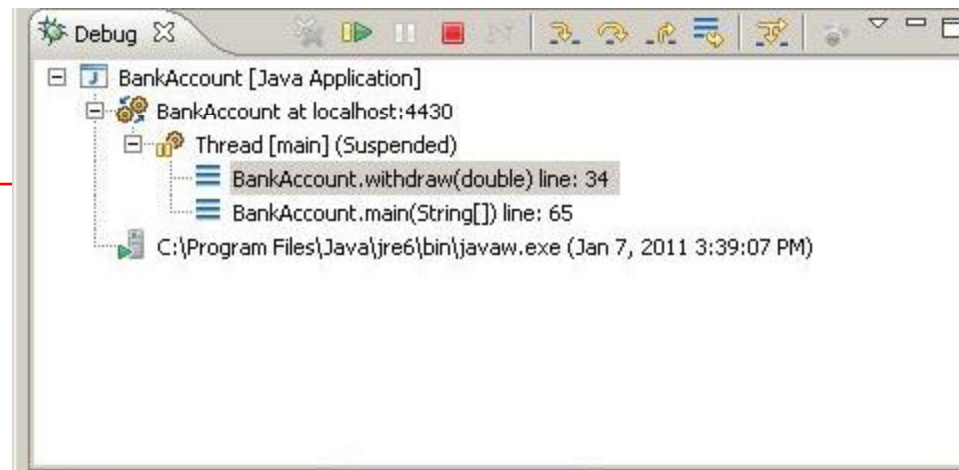 Debug
BankAccount [Java Application]
BankAccount at localhost:4430
Thread [main] (Suspended)
BankAccount.withdraw(double) line: 34
BankAccount.main(String[]) line: 65
C:\Program Files\Java\jre6\bin\javaw.exe (Jan 7, 2011 3:39:07 PM)